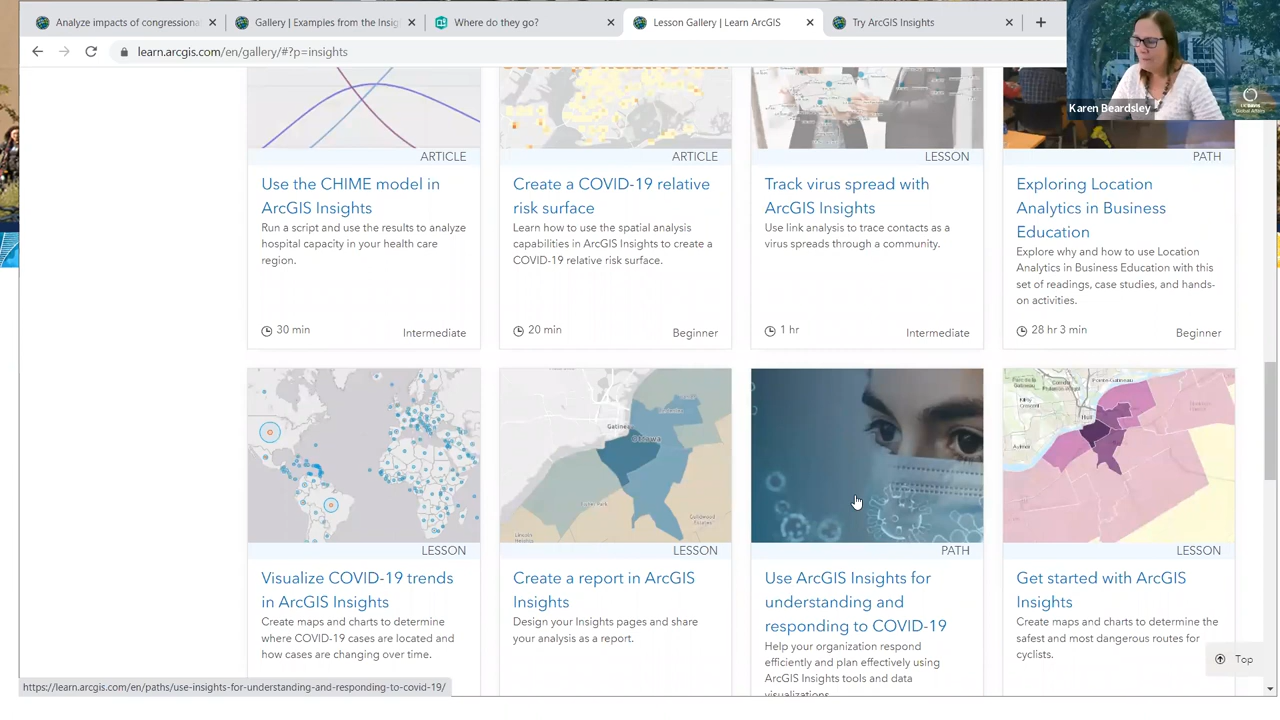 Analyze impacts of congressiona
Gallery | Examples from the Insig
Where do they go?
Lesson Gallery | Learn ArcGIS
Try ArcGIS Insights
learn.arcgis.com/en/gallery/#?p=insights
Karen Beardsley
UC DAVIS
Global Affairs
ARTICLE
Use the CHIME model in
ArcGIS Insights
Run a script and use the results to analyze
hospital capacity in your health care
region.
30 min
Intermediate
ARTICLE
Create a COVID-19 relative
risk surface
Learn how to use the spatial analysis
capabilities in ArcGIS Insights to create a
COVID-19 relative risk surface.
20 min
Beginner
LESSON
Track virus spread with
ArcGIS Insights
Use link analysis to trace contacts as a
virus spreads through a community.
1 hr
Intermediate
PATH
Exploring Location
Analytics in Business
Education
Explore why and how to use Location
Analytics in Business Education with this
set of readings, case studies, and hands-
on activities.
28 hr 3 min
Beginner
LESSON
Visualize COVID-19 trends
in ArcGIS Insights
Create maps and charts to determine
where COVID-19 cases are located and
how cases are changing over time.
Ottawa
LESSON
Create a report in ArcGIS
Insights
Design your Insights pages and share
your analysis as a report.
PATH
Use ArcGIS Insights for
understanding and
responding to COVID-19
Help your organization respond
efficiently and plan effectively using
ArcGIS Insights tools and data
visualizations.
LESSON
Get started with ArcGIS
Insights
Create maps and charts to determine the
safest and most dangerous routes for
cyclists.
Top
https://learn.arcgis.com/en/paths/use-insights-for-understanding-and-responding-to-covid-19/